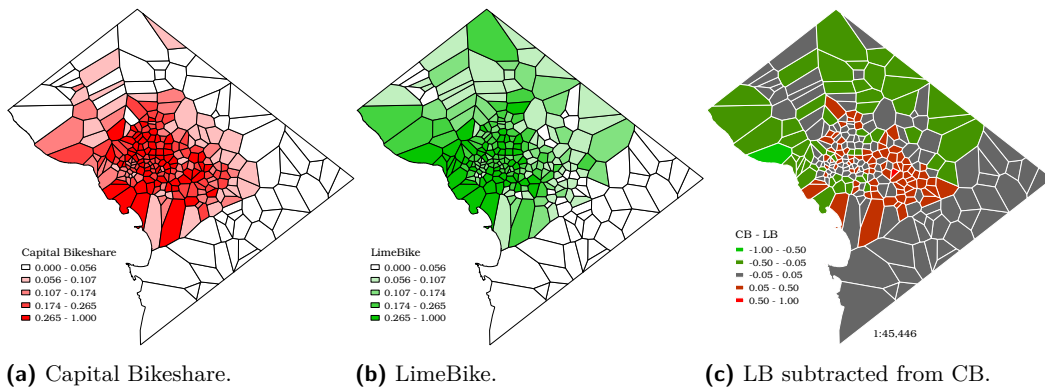 Capital Bikeshare
0.000 - 0.056
0.056 - 0.107
0.107 - 0.174
0.174 - 0.265
0.265 - 1.000
LimeBike
0.000 - 0.056
0.056 - 0.107
0.107 - 0.174
0.174 - 0.265
0.265 - 1.000
CB - LB
-1.00 - -0.50
-0.50 - -0.05
-0.05 - 0.05
0.05 - 0.50
0.50 - 1.00
1:45,446
(a) Capital Bikeshare.
(b) LimeBike.
(c) LB subtracted from CB.